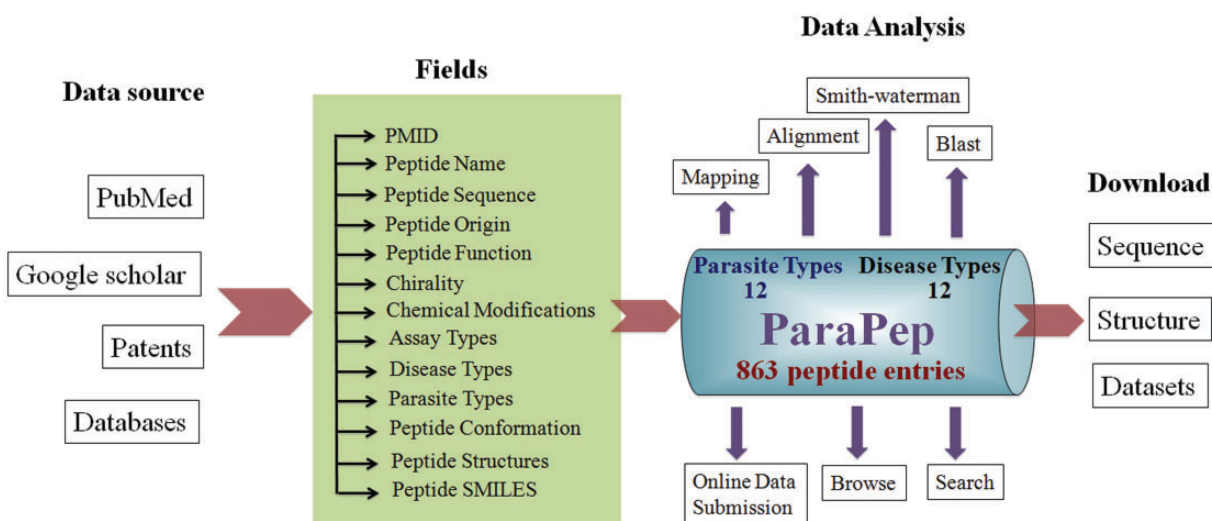 Data source
PubMed
Google scholar
Patents
Databases
Fields
PMID
Peptide Name
Peptide Sequence
Peptide Origin
Peptide Function
Chirality
Chemical Modifications
Assay Types
Disease Types
Parasite Types
Peptide Conformation
Peptide Structures
Peptide SMILES
Data Analysis
Smith-waterman
Alignment
Blast
Mapping
Parasite Types
12
Disease Types
12
ParaPep
863 peptide entries
Online Data
Submission
Browse
Search
Download
Sequence
Structure
Datasets